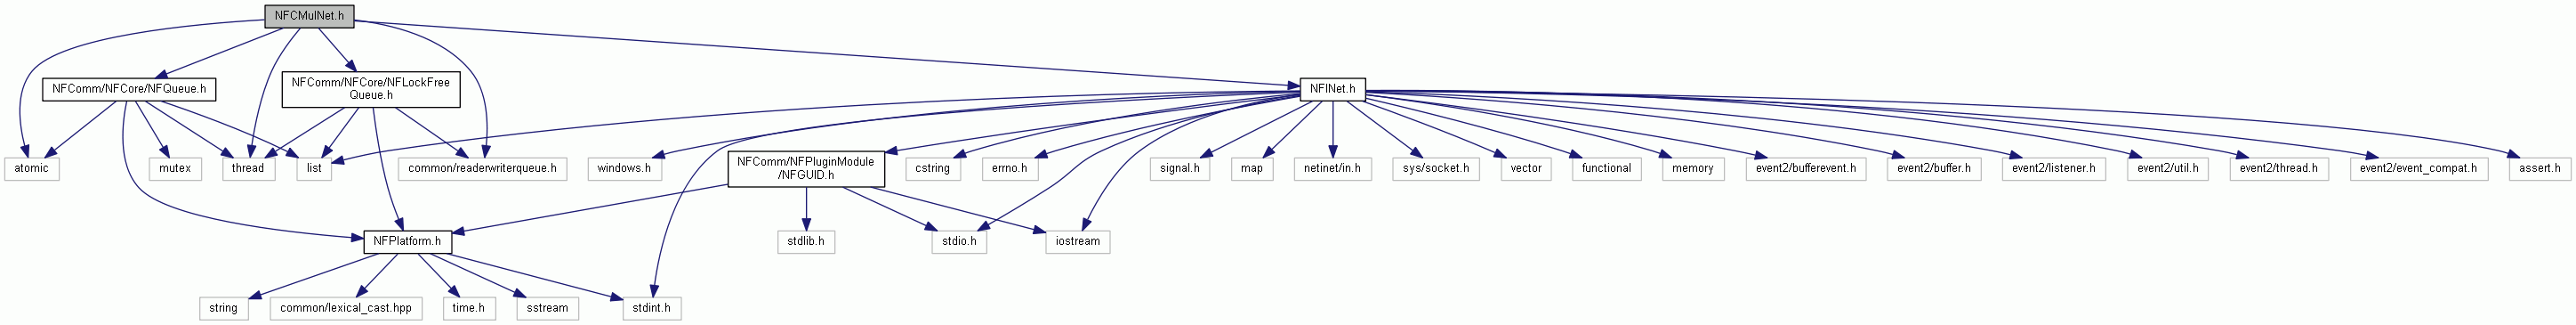 NFCMulNet.h
NFComm/NFCore/NFQueue.h
NFComm/NFCore/NFLockFree
Queue.h
NFINet.h
atomic
mutex
thread
list
common/readerwriterqueue.h
windows.h
NFComm/NFPluginModule
/NFGUID.h
cstring
errno.h
signal.h
map
netinet/in.h
sys/socket.h
vector
functional
memory
event2/bufferevent.h
event2/buffer.h
event2/listener.h
event2/util.h
event2/thread.h
event2/event_compat.h
assert.h
NFPlatform.h
stdlib.h
stdio.h
iostream
string
common/lexical_cast.hpp
time.h
sstream
stdint.h